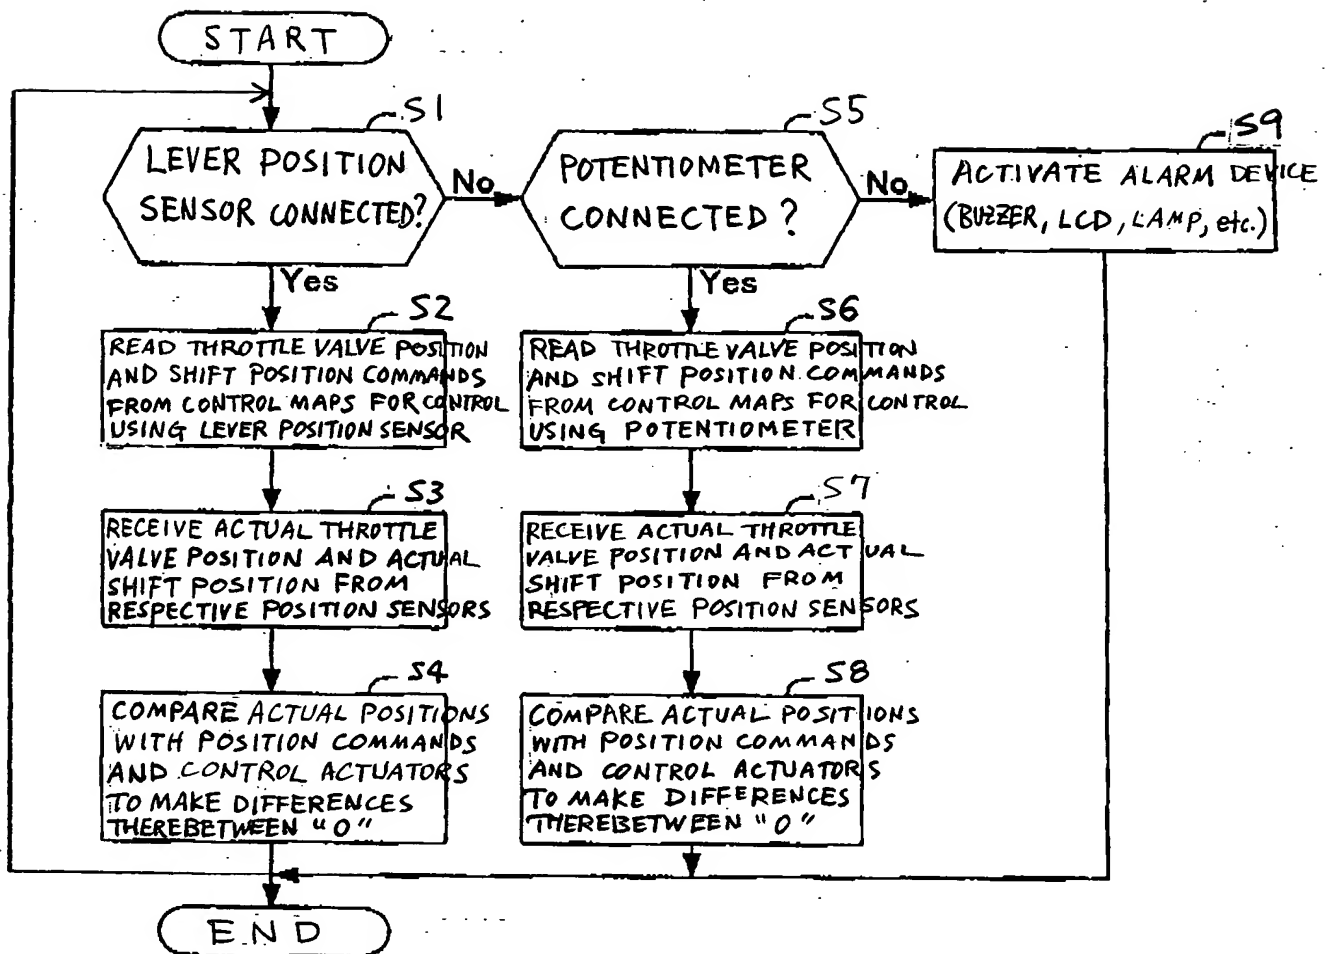 START
S1
LEVER POSITION
SENSOR CONNECTED?
No
Yes
S5
POTENTIOMETER
CONNECTED?
No
Yes
S9
ACTIVATE ALARM DEVICE
(BUZZER, LCD, LAMP, etc.)
S2
READ THROTTLE VALVE POSITION
AND SHIFT POSITION COMMANDS
FROM CONTROL MAPS FOR CONTROL
USING LEVER POSITION SENSOR
S6
READ THROTTLE VALVE POSITION
AND SHIFT POSITION COMMANDS
FROM CONTROL MAPS FOR CONTROL
USING POTENTIOMETER
S3
RECEIVE ACTUAL THROTTLE
VALVE POSITION AND ACTUAL
SHIFT POSITION FROM
RESPECTIVE POSITION SENSORS
S7
RECEIVE ACTUAL THROTTLE
VALVE POSITION AND ACTUAL
SHIFT POSITION FROM
RESPECTIVE POSITION SENSORS
S4
COMPARE ACTUAL POSITIONS
WITH POSITION COMMANDS
AND CONTROL ACTUATORS
TO MAKE DIFFERENCES
THEREBETWEEN "0"
S8
COMPARE ACTUAL POSITIONS
WITH POSITION COMMANDS
AND CONTROL ACTUATORS
TO MAKE DIFFERENCES
THEREBETWEEN "0"
END